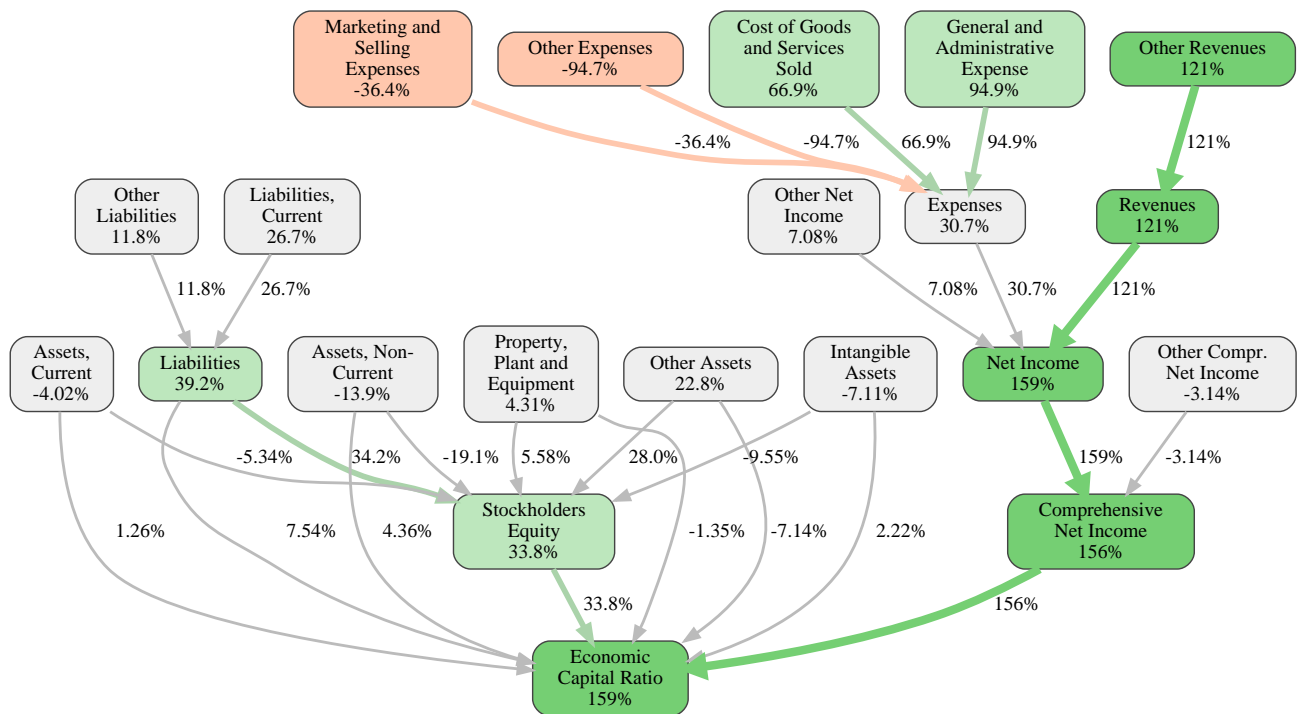 Marketing and
Selling
Expenses
-36.4%
Other Expenses
-94.7%
Cost of Goods
and Services
Sold
66.9%
General and
Administrative
Expense
94.9%
Other Revenues
121%
-36.4%
-94.7%
66.9%
94.9%
121%
Other
Liabilities
11.8%
Liabilities,
Current
26.7%
Other Net
Income
7.08%
Expenses
30.7%
Revenues
121%
11.8%
26.7%
7.08%
30.7%
121%
Assets,
Current
-4.02%
Liabilities
39.2%
Assets, Non-
Current
-13.9%
Property,
Plant and
Equipment
4.31%
Other Assets
22.8%
Intangible
Assets
-7.11%
Net Income
159%
Other Compr.
Net Income
-3.14%
-5.34%
34.2%
-19.1%
5.58%
28.0%
-9.55%
159%
-3.14%
Stockholders
Equity
33.8%
Comprehensive
Net Income
156%
1.26%
7.54%
4.36%
-1.35%
-7.14%
2.22%
33.8%
156%
Economic
Capital Ratio
159%